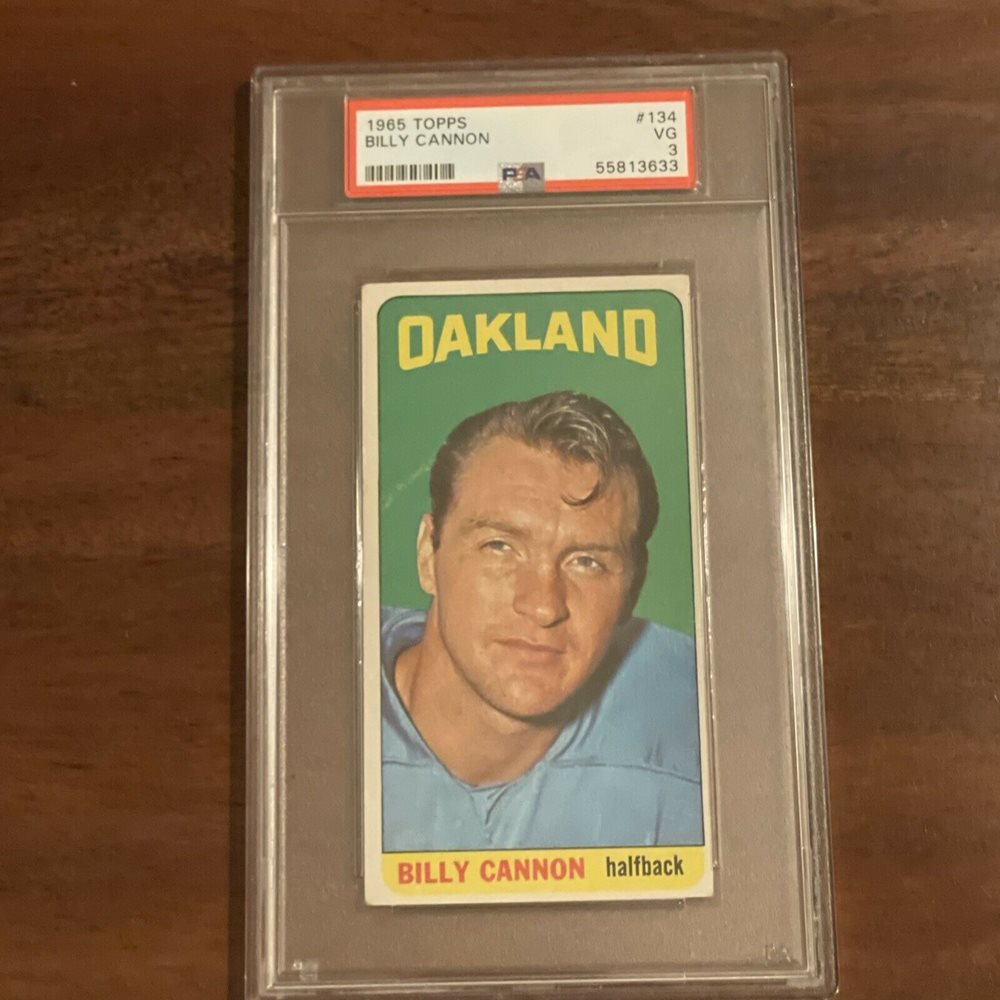 1965 TOPPS #134
BILLY CANNON VG
3
PSA 55813633
OAKLAND
BILLY CANNON halfback